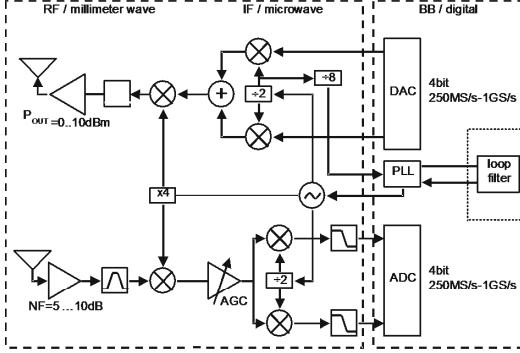 RF / millimeter wave
IF / microwave
BB / digital
÷8
÷2
DAC
4bit
250MS/s-1GS/s
POUT=0..10dBm
PLL
loop
filter
x4
÷2
AGC
ADC
4bit
250MS/s-1GS/s
NF=5 ...10dB